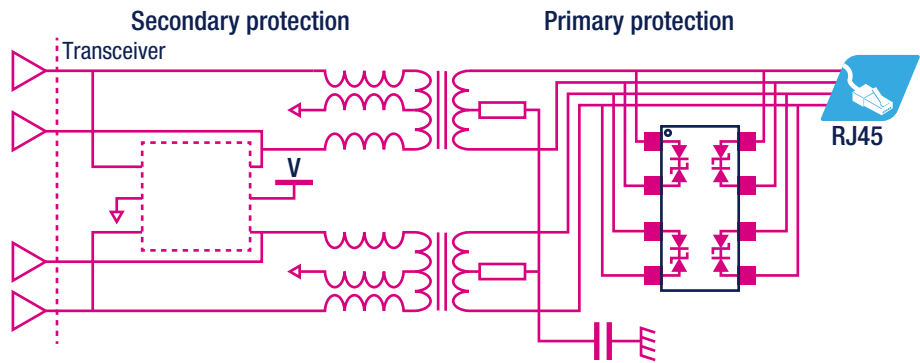 Secondary protection
Primary protection
Transceiver
RJ45
V